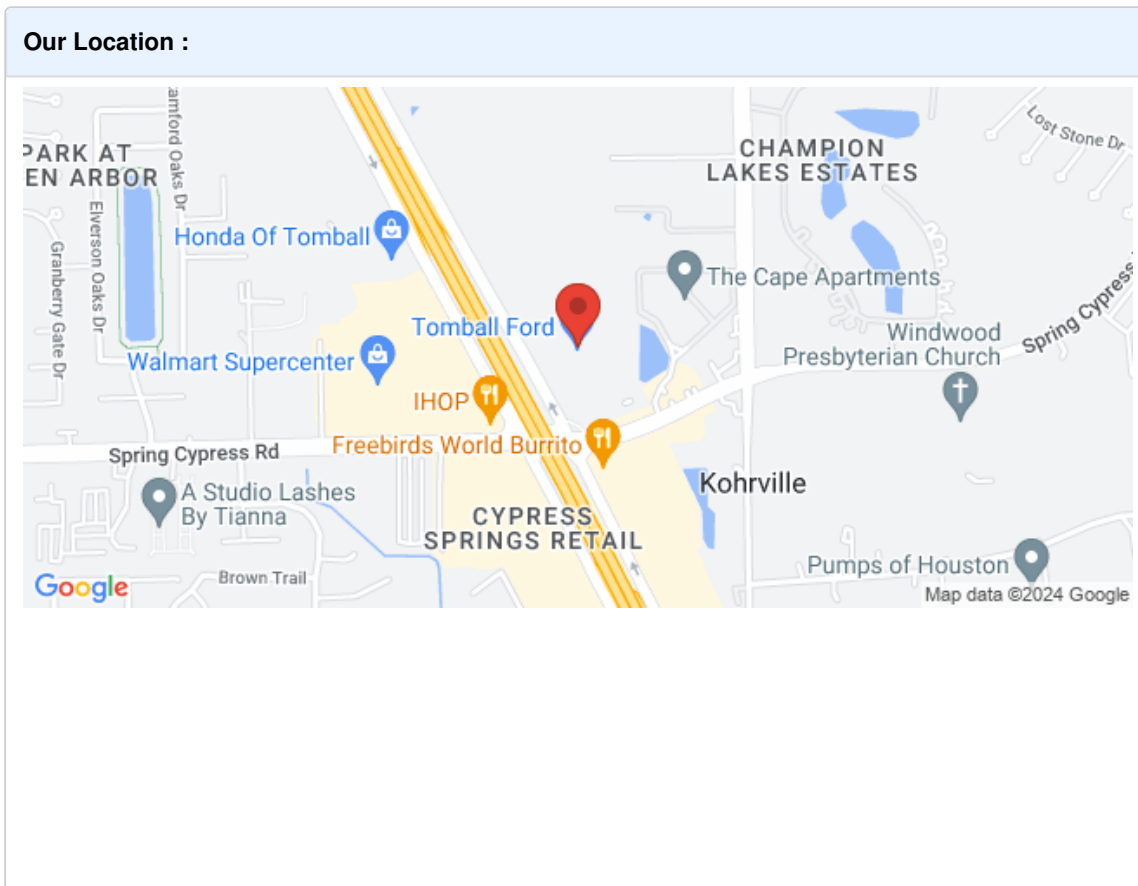 Our Location :
PARK AT
EN ARBOR
amford Oaks Dr
Elverson Oaks Dr
Granberry Gate Dr
Honda Of Tomball
CHAMPION
LAKES ESTATES
Lost Stone Dr
The Cape Apartments
Tomball Ford
Walmart Supercenter
Windwood
Presbyterian Church
Spring Cypress
IHOP
Freebirds World Burrito
Spring Cypress Rd
A Studio Lashes
By Tianna
Kohrville
CYPRESS
SPRINGS RETAIL
Brown Trail
Pumps of Houston
Google
Map data ©2024 Google